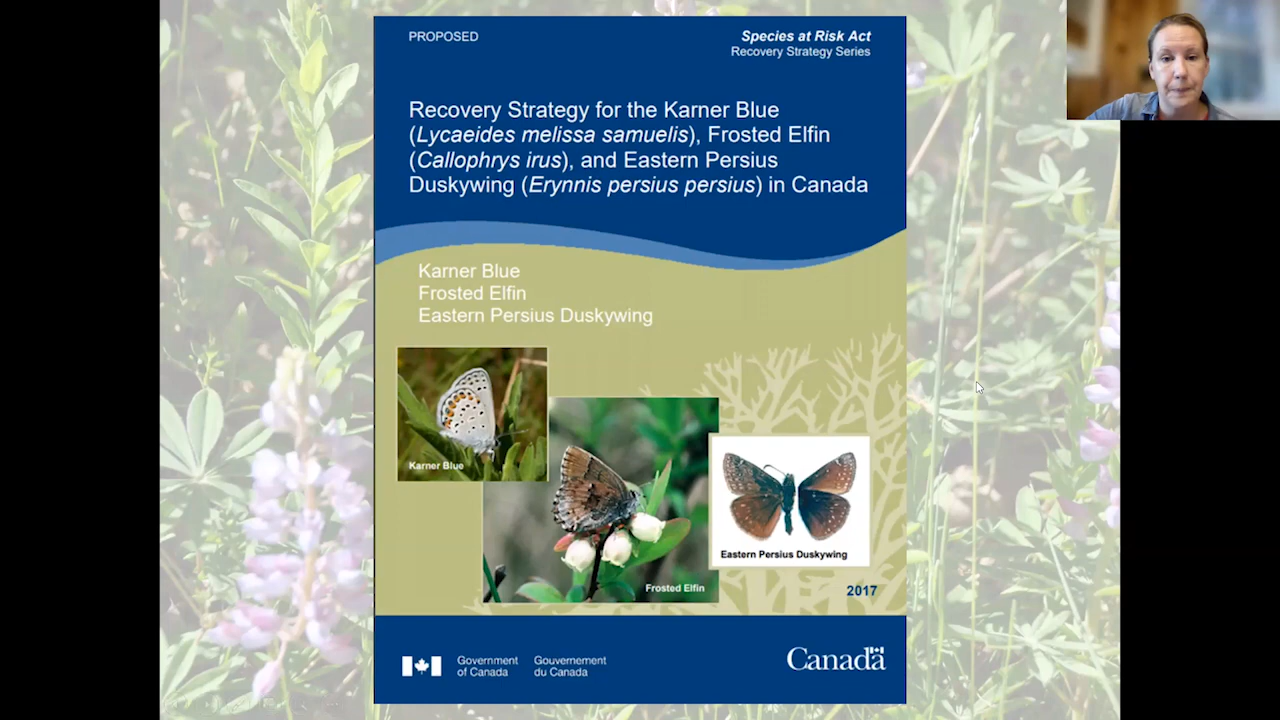 PROPOSED
Species at Risk Act
Recovery Strategy Series
Recovery Strategy for the Karner Blue
(Lycaeides melissa samuelis), Frosted Elfin
(Callophrys irus), and Eastern Persius
Duskywing (Erynnis persius persius) in Canada
Karner Blue
Frosted Elfin
Eastern Persius Duskywing
Karner Blue
Frosted Elfin
Eastern Persius Duskywing
2017
Government
of Canada
Gouvernement
du Canada
Canada